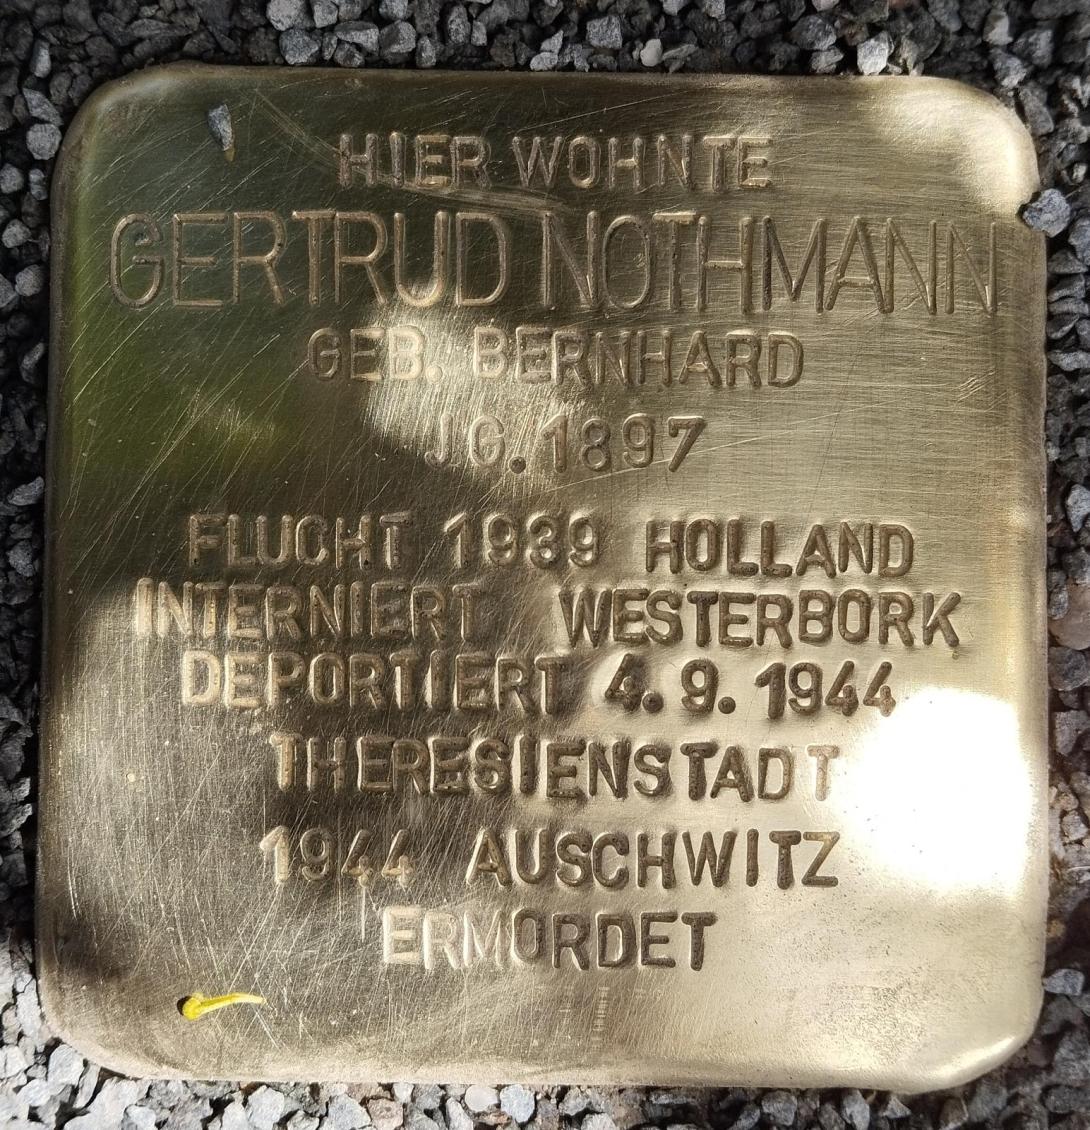 HIER WOHNTE
GERTRUD NOTHMANN
GEB. BERNHARD
JG. 1897
FLUCHT 1939 HOLLAND
INTERNIERT WESTERBORK
DEPORTIERT 4. 9. 1944
THERESIENSTADT
1944 AUSCHWITZ
ERMORDET